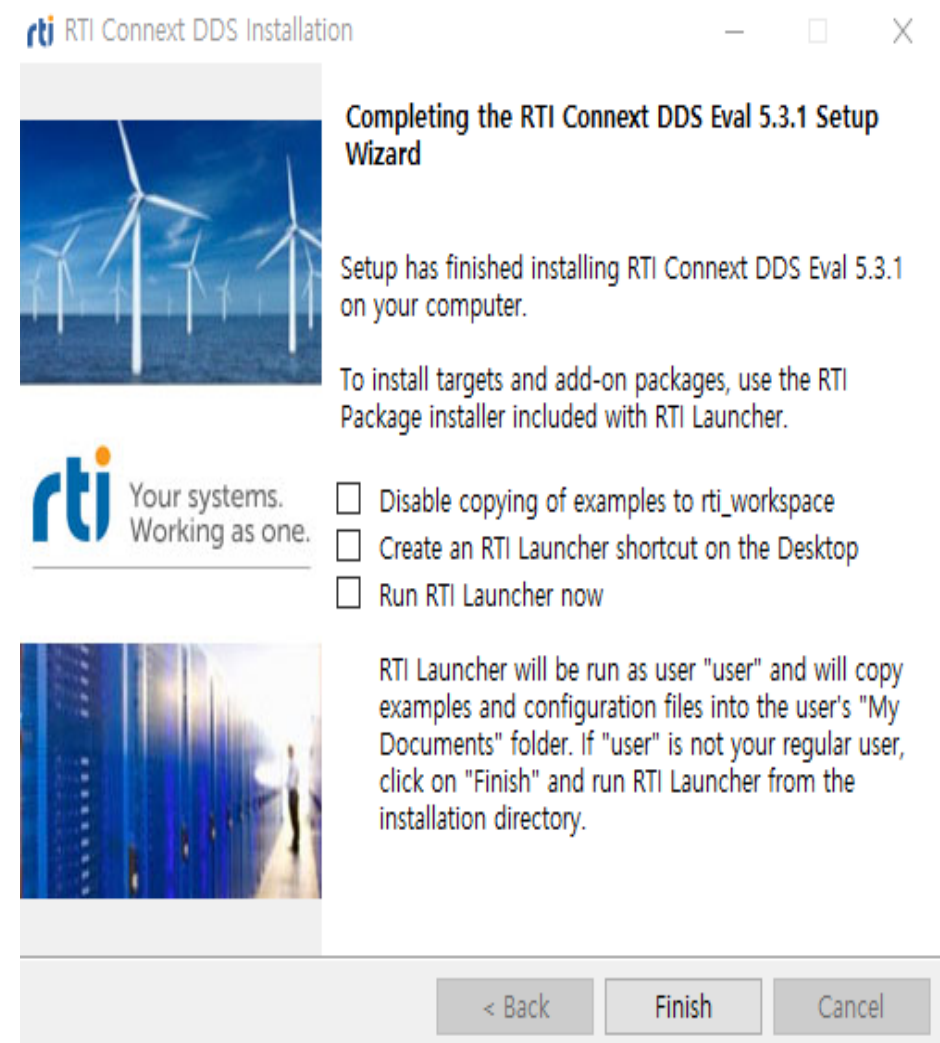 rti RTI Connext DDS Installation
Completing the RTI Connext DDS Eval 5.3.1 Setup
Wizard
Setup has finished installing RTI Connext DDS Eval 5.3.1
on your computer.
To install targets and add-on packages, use the RTI
Package installer included with RTI Launcher.
rti
Your systems.
Working as one.
Disable copying of examples to rti_workspace
Create an RTI Launcher shortcut on the Desktop
Run RTI Launcher now
RTI Launcher will be run as user "user" and will copy
examples and configuration files into the user's "My
Documents" folder. If "user" is not your regular user,
click on "Finish" and run RTI Launcher from the
installation directory.
< Back
Finish
Cancel